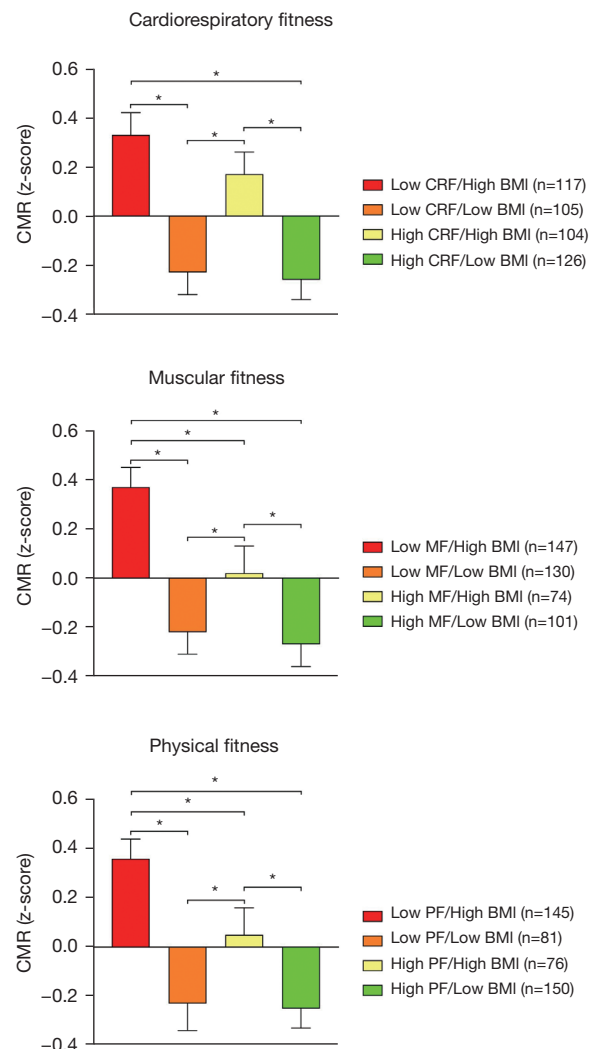 Cardiorespiratory fitness
0.6
0.4
0.2
0.0
−0.2
−0.4
CMR (z-score)
*
*
*
*
Low CRF/High BMI (n=117)
Low CRF/Low BMI (n=105)
High CRF/High BMI (n=104)
High CRF/Low BMI (n=126)
Muscular fitness
0.6
0.4
0.2
0.0
−0.2
−0.4
CMR (z-score)
*
*
*
*
*
Low MF/High BMI (n=147)
Low MF/Low BMI (n=130)
High MF/High BMI (n=74)
High MF/Low BMI (n=101)
Physical fitness
0.6
0.4
0.2
0.0
−0.2
−0.4
CMR (z-score)
*
*
*
*
*
Low PF/High BMI (n=145)
Low PF/Low BMI (n=81)
High PF/High BMI (n=76)
High PF/Low BMI (n=150)